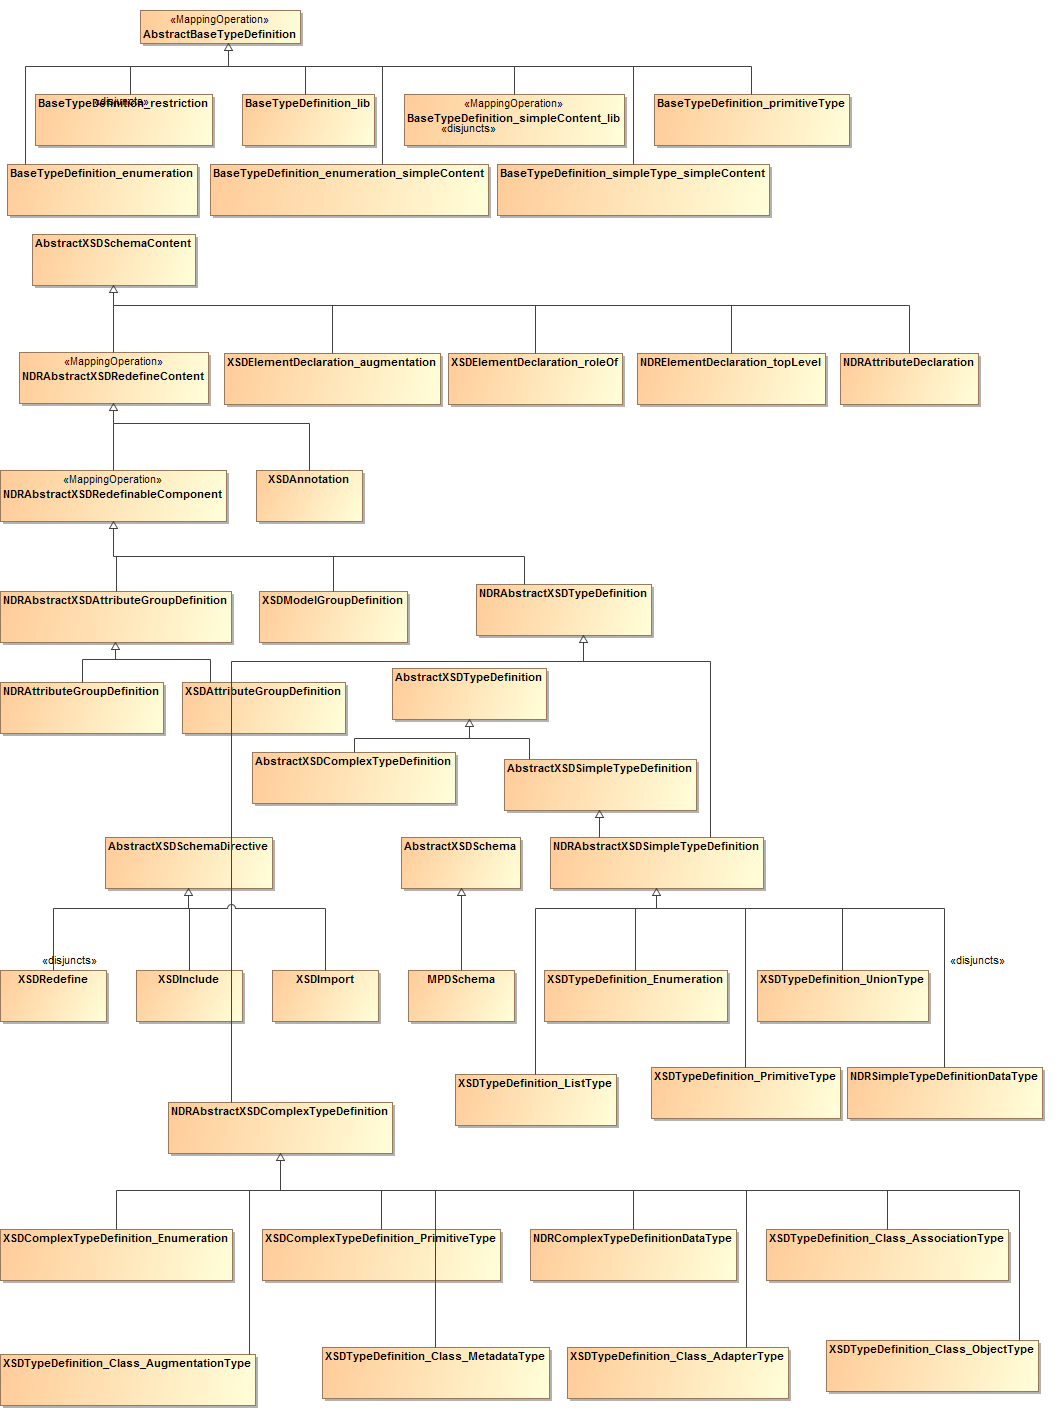 «MappingOperation»
AbstractBaseTypeDefinition
BaseTypeDefinition_restriction
«disjuncts»
BaseTypeDefinition_lib
«MappingOperation»
BaseTypeDefinition_simpleContent_lib
«disjuncts»
BaseTypeDefinition_primitiveType
BaseTypeDefinition_enumeration
BaseTypeDefinition_enumeration_simpleContent
BaseTypeDefinition_simpleType_simpleContent
AbstractXSDSchemaContent
«MappingOperation»
NDRAbstractXSDRedefineContent
XSDElementDeclaration_augmentation
XSDElementDeclaration_roleOf
NDRElementDeclaration_topLevel
NDRAttributeDeclaration
«MappingOperation»
NDRAbstractXSDRedefinableComponent
XSDAnnotation
NDRAbstractXSDAttributeGroupDefinition
XSDModelGroupDefinition
NDRAbstractXSDTypeDefinition
NDRAttributeGroupDefinition
XSDAttributeGroupDefinition
AbstractXSDTypeDefinition
AbstractXSDComplexTypeDefinition
AbstractXSDSimpleTypeDefinition
AbstractXSDSchemaDirective
AbstractXSDSchema
NDRAbstractXSDSimpleTypeDefinition
«disjuncts»
«disjuncts»
XSDRedefine
XSDInclude
XSDImport
MPDSchema
XSDTypeDefinition_Enumeration
XSDTypeDefinition_UnionType
XSDTypeDefinition_ListType
XSDTypeDefinition_PrimitiveType
NDRSimpleTypeDefinitionDataType
NDRAbstractXSDComplexTypeDefinition
XSDComplexTypeDefinition_Enumeration
XSDComplexTypeDefinition_PrimitiveType
NDRComplexTypeDefinitionDataType
XSDTypeDefinition_Class_AssociationType
XSDTypeDefinition_Class_AugmentationType
XSDTypeDefinition_Class_MetadataType
XSDTypeDefinition_Class_AdapterType
XSDTypeDefinition_Class_ObjectType